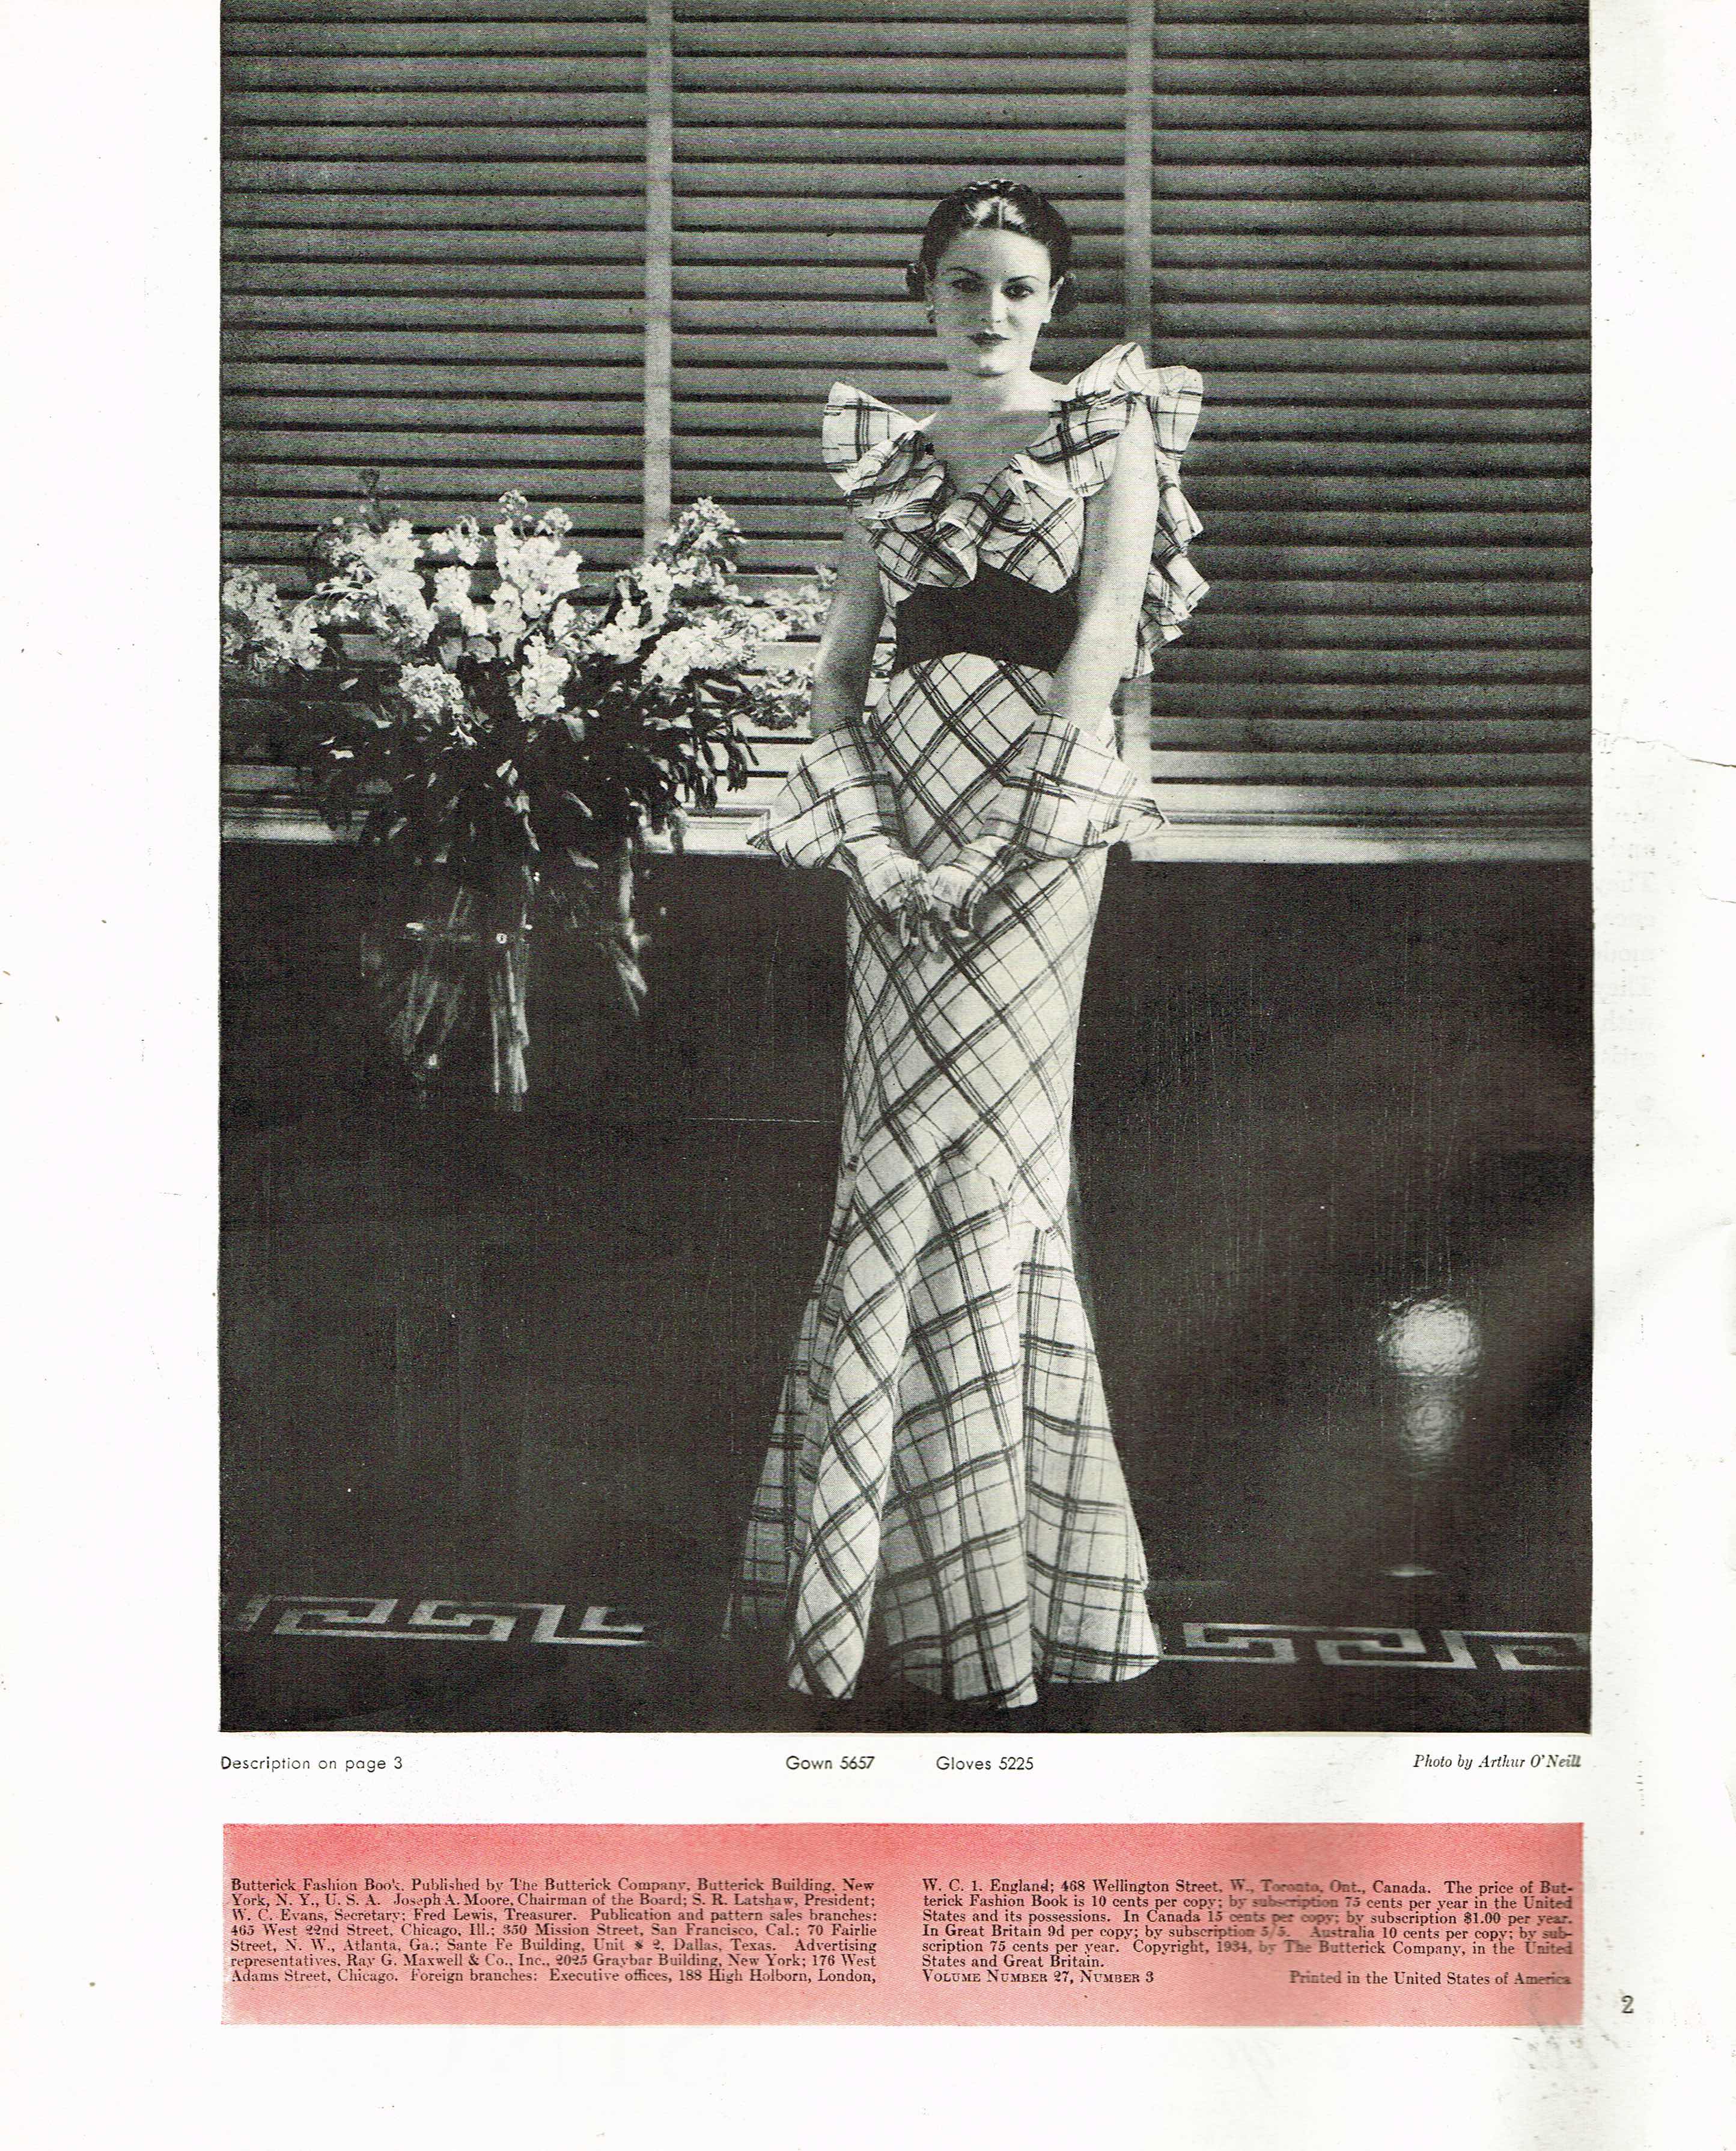 Description on page 3
Gown 5657
Gloves 5225
Photo by Arthur O'Neill
Butterick Fashion Book. Published by The Butterick Company, Butterick Building, New
York, N. Y., U. S. A. Joseph A. Moore, Chairman of the Board; S. R. Latshaw, President;
W. C. Evans, Secretary; Fred Lewis, Treasurer. Publication and pattern sales branches:
465 West 22nd Street, Chicago, Ill.; 350 Mission Street, San Francisco, Cal.; 70 Fairlie
Street, N. W., Atlanta, Ga.; Sante Fe Building, Unit # 2, Dallas, Texas. Advertising
representatives, Ray G. Maxwell & Co., Inc., 2025 Graybar Building, New York; 176 West
Adams Street, Chicago. Foreign branches: Executive offices, 188 High Holborn, London,
W. C. 1. England; 468 Wellington Street, W., Toronto, Ont., Canada. The price of But-
terick Fashion Book is 10 cents per copy; by subscription 75 cents per year in the United
States and its possessions. In Canada 15 cents per copy; by subscription $1.00 per year.
In Great Britain 9d per copy; by subscription 5/5. Australia 10 cents per copy; by sub-
scription 75 cents per year. Copyright, 1934, by The Butterick Company, in the United
States and Great Britain.
VOLUME NUMBER 27, NUMBER 3
Printed in the United States of America
2